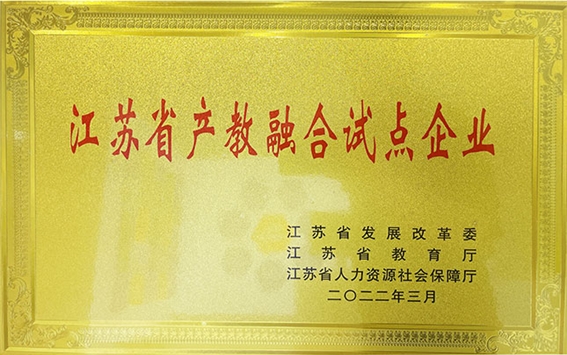 江苏省产教融合试点企业
江苏省发展改革委
江苏省教育厅
江苏省人力资源社会保障厅
二〇二二年三月